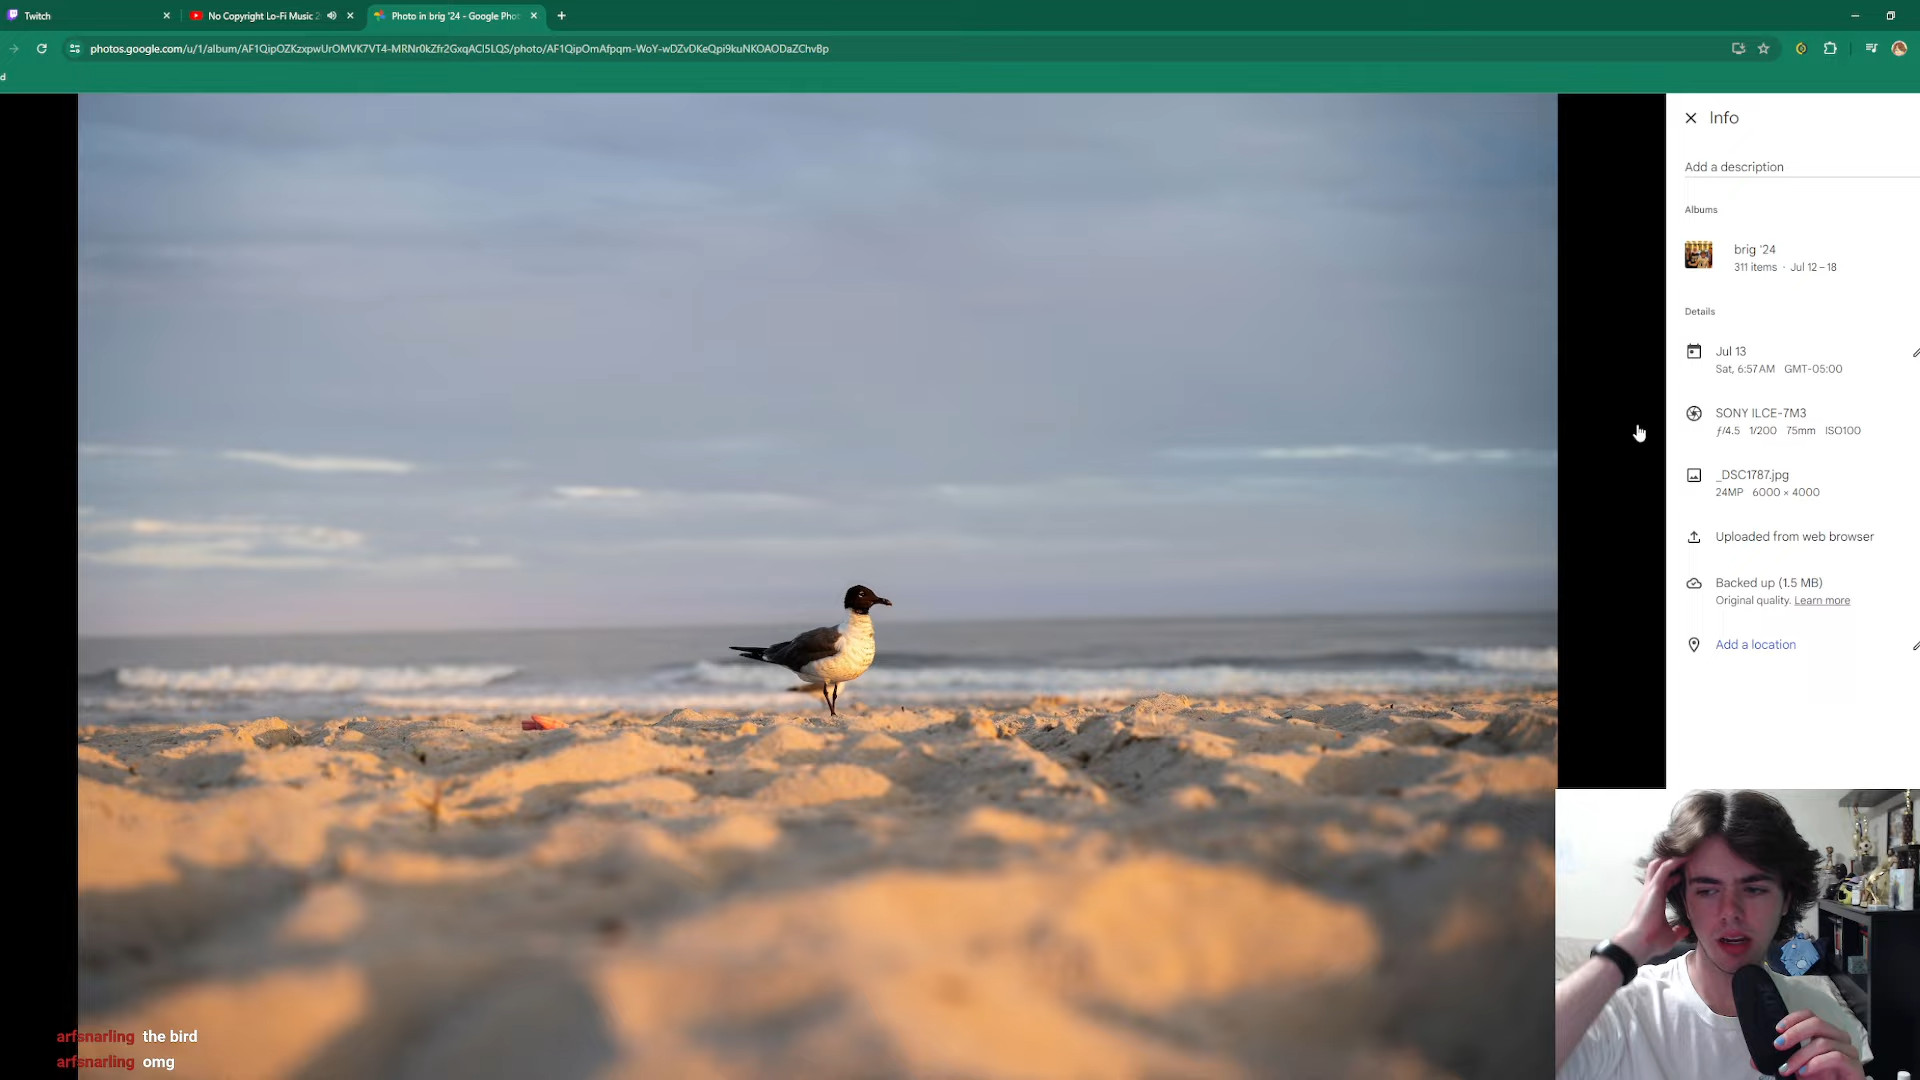 Twitch
No Copyright Lo-Fi Music 2
Photo in brig '24 - Google Phot
photos.google.com/u/1/album/AF1QipOZKzxpwUrOMVK7VT4-MRNr0kZfr2GxqACl5LQS/photo/AF1QipOmAfpqm-WoY-wDZvDKeQpi9kuNKOAODaZChvBp
d
Info
Add a description
Albums
brig '24
311 items · Jul 12 – 18
Details
Jul 13
Sat, 6:57 AM GMT-05:00
SONY ILCE-7M3
ƒ/4.5 1/200 75mm ISO100
_DSC1787.jpg
24MP 6000 × 4000
Uploaded from web browser
Backed up (1.5 MB)
Original quality. Learn more
Add a location
arfsnarling the bird
arfsnarling omg